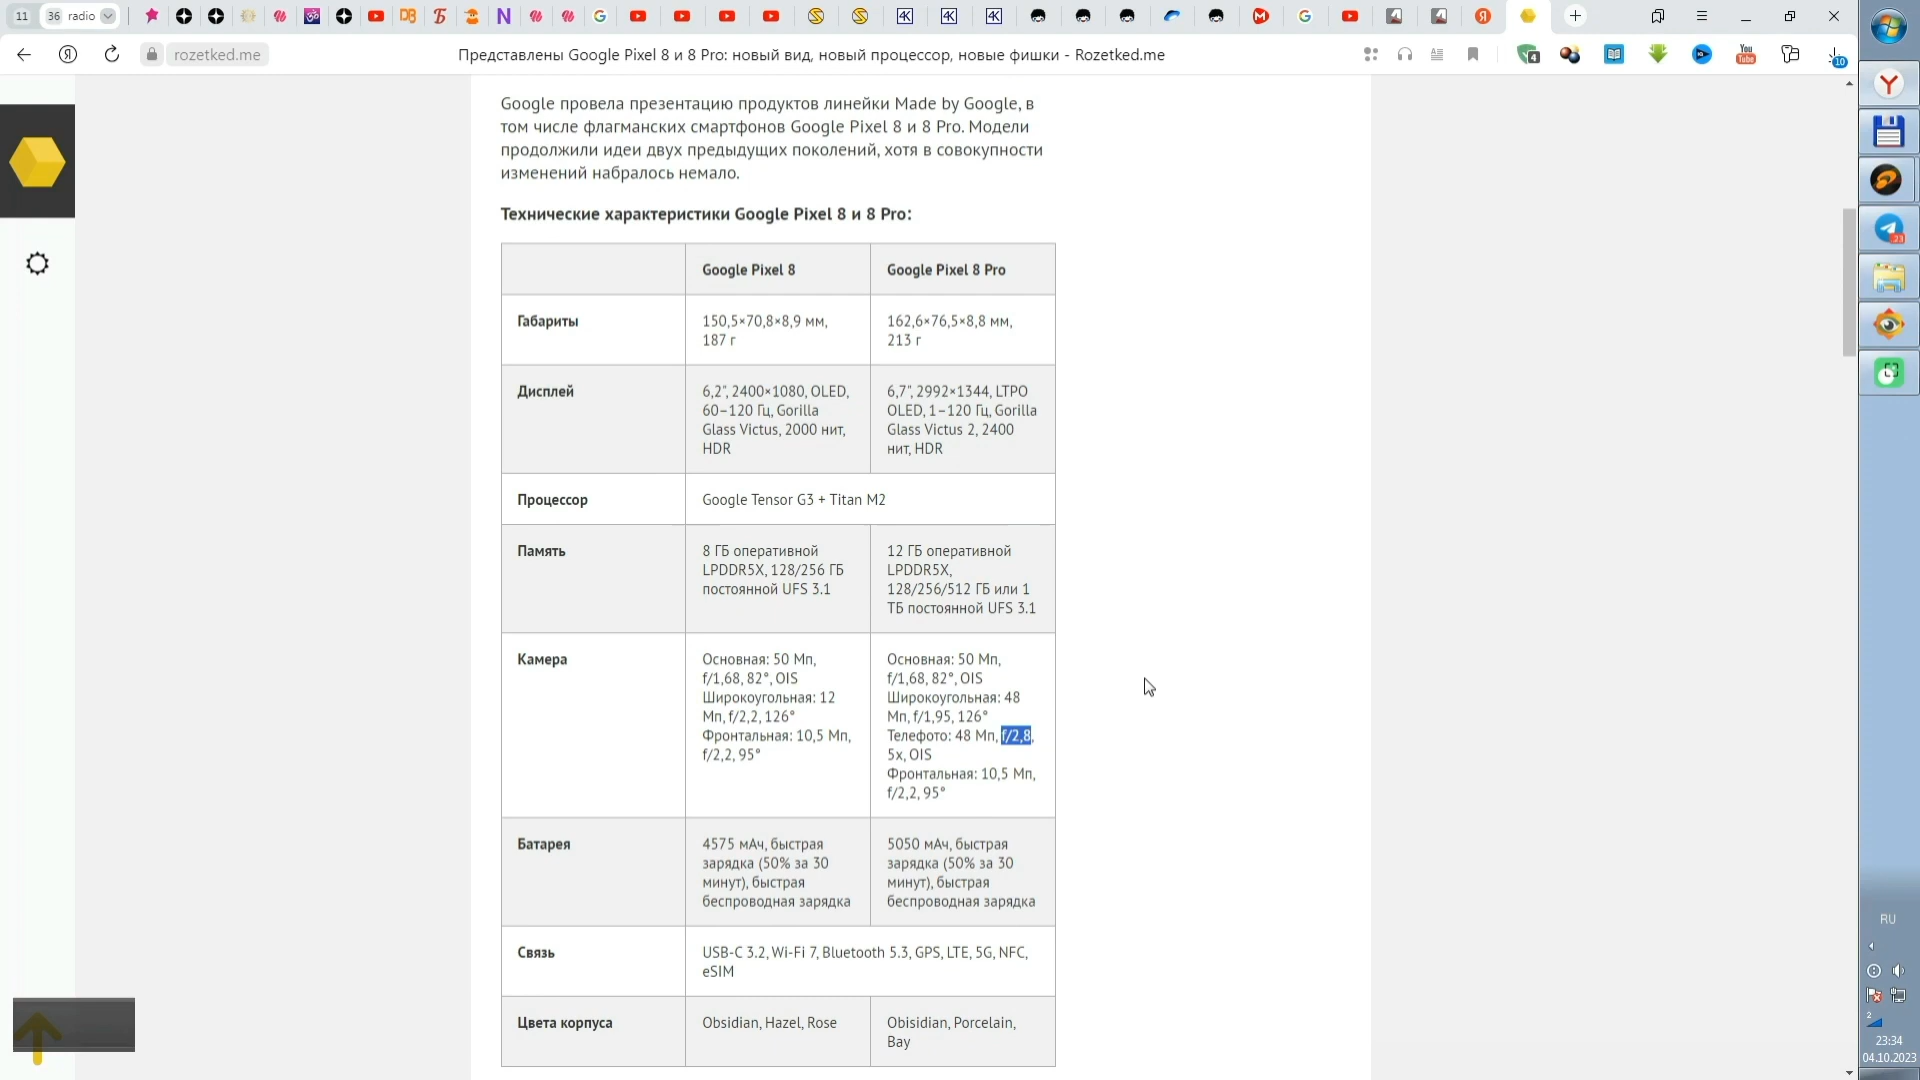 11
36 radio
rozetked.me
Представлены Google Pixel 8 и 8 Pro: новый вид, новый процессор, новые фишки - Rozetked.me
4
You
Tube
10
Google провела презентацию продуктов линейки Made by Google, в
том числе флагманских смартфонов Google Pixel 8 и 8 Pro. Модели
продолжили идеи двух предыдущих поколений, хотя в совокупности
изменений набралось немало.
Технические характеристики Google Pixel 8 и 8 Pro:
Google Pixel 8
Google Pixel 8 Pro
Габариты
150,5×70,8×8,9 мм,
187 г
162,6×76,5×8,8 мм,
213 г
Дисплей
6,2", 2400×1080, OLED,
60–120 Гц, Gorilla
Glass Victus, 2000 нит,
HDR
6,7", 2992×1344, LTPO
OLED, 1–120 Гц, Gorilla
Glass Victus 2, 2400
нит, HDR
Процессор
Google Tensor G3 + Titan M2
Память
8 ГБ оперативной
LPDDR5X, 128/256 ГБ
постоянной UFS 3.1
12 ГБ оперативной
LPDDR5X,
128/256/512 ГБ или 1
ТБ постоянной UFS 3.1
Камера
Основная: 50 Мп,
f/1,68, 82°, OIS
Широкоугольная: 12
Мп, f/2,2, 126°
Фронтальная: 10,5 Мп,
f/2,2, 95°
Основная: 50 Мп,
f/1,68, 82°, OIS
Широкоугольная: 48
Мп, f/1,95, 126°
Телефото: 48 Мп, f/2,8,
5x, OIS
Фронтальная: 10,5 Мп,
f/2,2, 95°
Батарея
4575 мАч, быстрая
зарядка (50% за 30
минут), быстрая
беспроводная зарядка
5050 мАч, быстрая
зарядка (50% за 30
минут), быстрая
беспроводная зарядка
Связь
USB-C 3.2, Wi-Fi 7, Bluetooth 5.3, GPS, LTE, 5G, NFC,
eSIM
Цвета корпуса
Obsidian, Hazel, Rose
Obisidian, Porcelain,
Bay
23
RU
2
23:34
04.10.2023